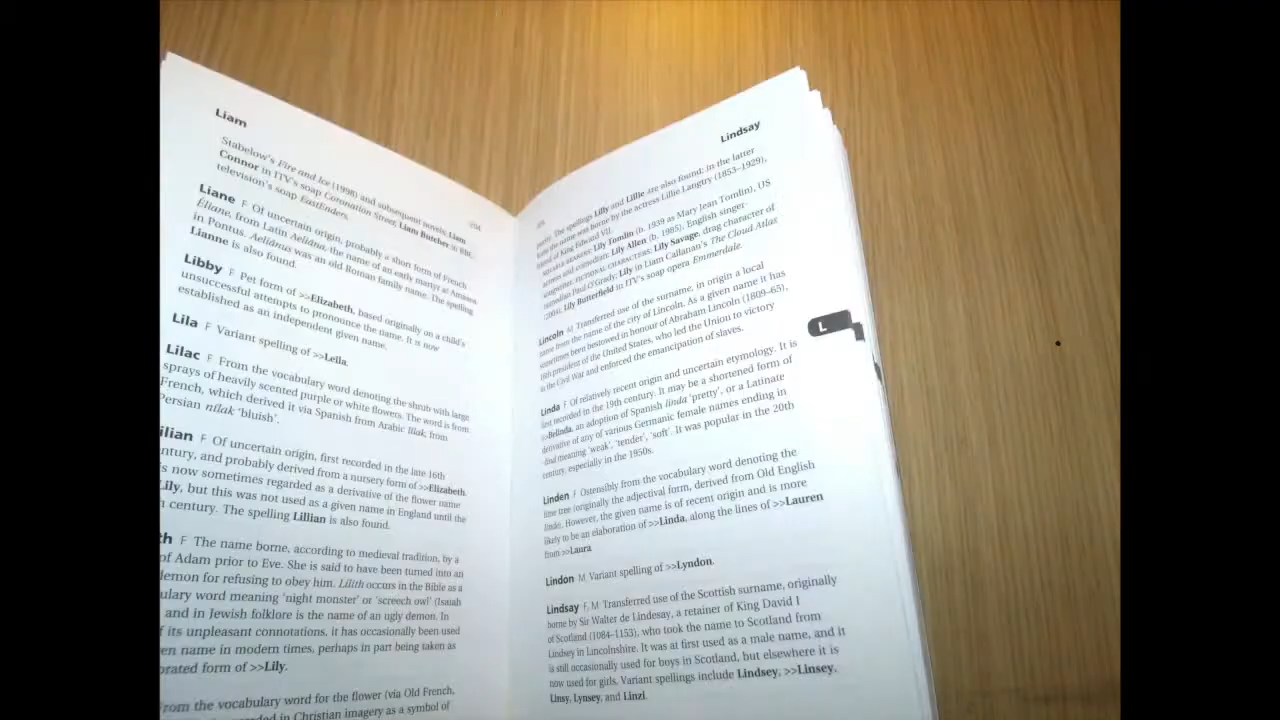 Liam
Stabelow's Fire and Ice (1998) and subsequent novels; Liam
Connor in ITV's soap Coronation Street; Liam Butcher in BBC
television's soap EastEnders.
Liane F Of uncertain origin, probably a short form of French
Éliane, from Latin Aeliāna, the name of an early martyr at Amasea
in Pontus. Aeliānus was an old Roman family name. The spelling
Lianne is also found.
Libby F Pet form of >>Elizabeth, based originally on a child's
unsuccessful attempts to pronounce the name. It is now
established as an independent given name.
Lila F Variant spelling of >>Leila.
Lilac F From the vocabulary word denoting the shrub with large
sprays of heavily scented purple or white flowers. The word is from
French, which derived it via Spanish from Arabic lilak, from
Persian nīlak 'bluish'.
ilian F Of uncertain origin, first recorded in the late 16th
ntury, and probably derived from a nursery form of >>Elizabeth.
s now sometimes regarded as a derivative of the flower name
Lily, but this was not used as a given name in England until the
century. The spelling Lillian is also found.
th F The name borne, according to medieval tradition, by a
of Adam prior to Eve. She is said to have been turned into an
demon for refusing to obey him. Lilith occurs in the Bible as a
ulary word meaning 'night monster' or 'screech owl' (Isaiah
and in Jewish folklore is the name of an ugly demon. In
f its unpleasant connotations, it has occasionally been used
en name in modern times, perhaps in part being taken as
orated form of >>Lily.
From the vocabulary word for the flower (via Old French,
in Christian imagery as a symbol of
Lindsay
The spellings Lilly and Lillie are also found; in the latter
form the name was borne by the actress Lillie Langtry (1853–1929),
friend of King Edward VII.
Lily Tomlin (b. 1939 as Mary Jean Tomlin), US
actress and comedian; Lily Allen (b. 1985), English singer-
songwriter. FICTIONAL CHARACTERS: Lily Savage, drag character of
comedian Paul O'Grady; Lily in Liam Callanan's The Cloud Atlas
(2004); Lily Butterfield in ITV's soap opera Emmerdale.
Lincoln M Transferred use of the surname, in origin a local
name from the name of the city of Lincoln. As a given name it has
sometimes been bestowed in honour of Abraham Lincoln (1809–65),
16th president of the United States, who led the Union to victory
in the Civil War and enforced the emancipation of slaves.
L
Linda F Of relatively recent origin and uncertain etymology. It is
first recorded in the 19th century. It may be a shortened form of
>>Belinda, an adoption of Spanish linda 'pretty', or a Latinate
derivative of any of various Germanic female names ending in
-lind meaning 'weak', 'tender', 'soft'. It was popular in the 20th
century, especially in the 1950s.
Linden F Ostensibly from the vocabulary word denoting the
lime tree (originally the adjectival form, derived from Old English
linde). However, the given name is of recent origin and is more
likely to be an elaboration of >>Linda, along the lines of >>Lauren
from >>Laura
Lindon M Variant spelling of >>Lyndon.
Lindsay F, M Transferred use of the Scottish surname, originally
borne by Sir Walter de Lindesay, a retainer of King David I
of Scotland (1084–1153), who took the name to Scotland from
Lindsey in Lincolnshire. It was at first used as a male name, and it
is still occasionally used for boys in Scotland, but elsewhere it is
now used for girls. Variant spellings include Lindsey, >>Linsey,
Linsy, Lynsey, and Linzi.